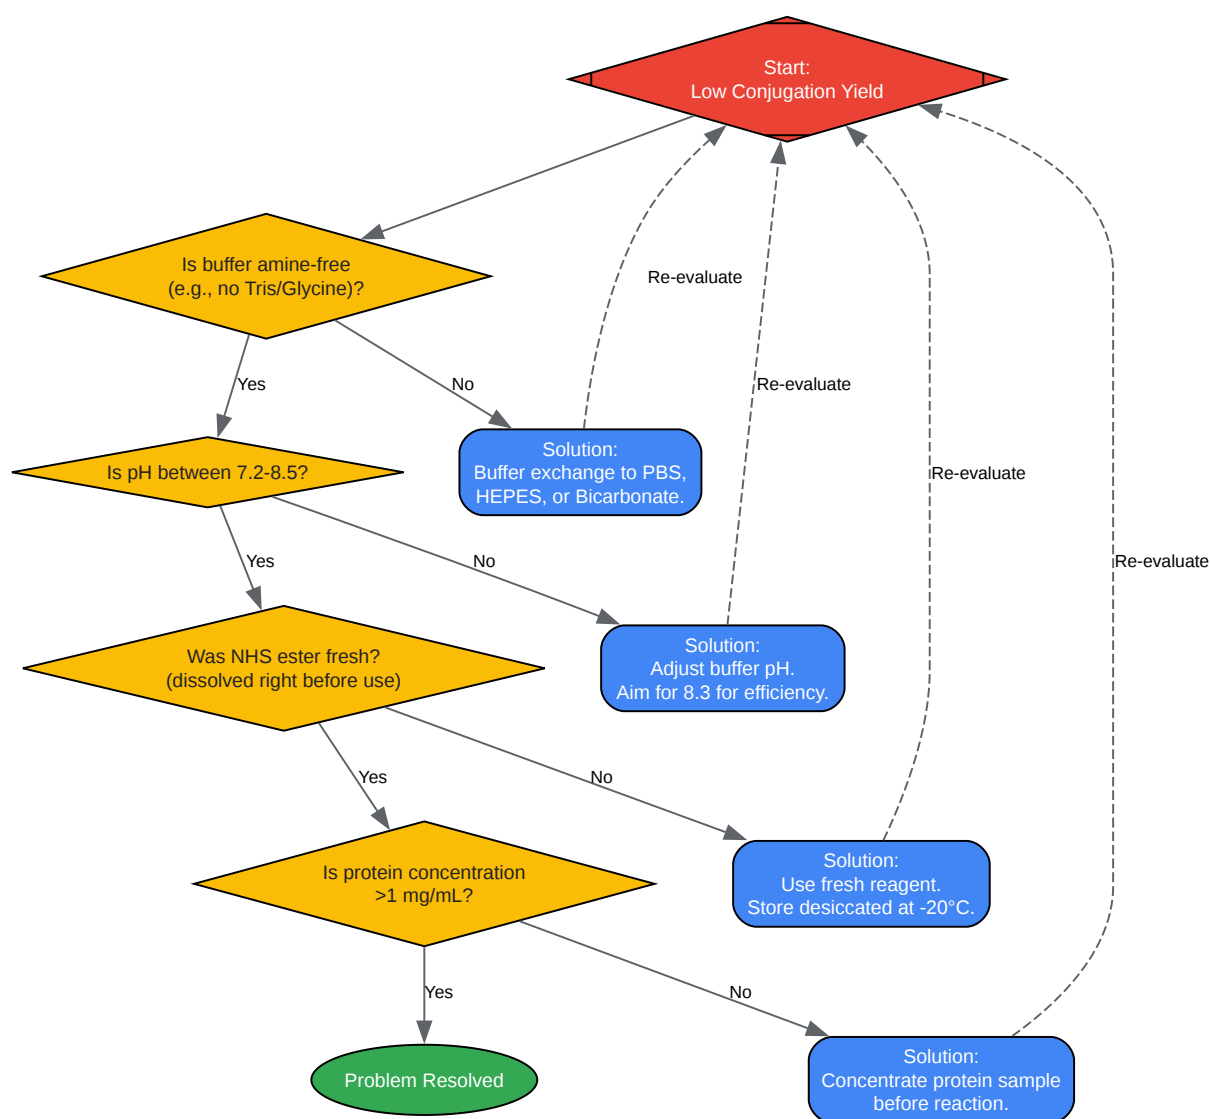 Start:
Low Conjugation Yield
Is buffer amine-free
(e.g., no Tris/Glycine)?
Re-evaluate
Yes
No
Re-evaluate
Solution:
Buffer exchange to PBS,
HEPES, or Bicarbonate.
Is pH between 7.2-8.5?
Re-evaluate
Yes
No
Re-evaluate
Solution:
Adjust buffer pH.
Aim for 8.3 for efficiency.
Was NHS ester fresh?
(dissolved right before use)
Yes
No
Solution:
Use fresh reagent.
Store desiccated at -20°C.
Is protein concentration
>1 mg/mL?
Yes
No
Solution:
Concentrate protein sample
before reaction.
Problem Resolved